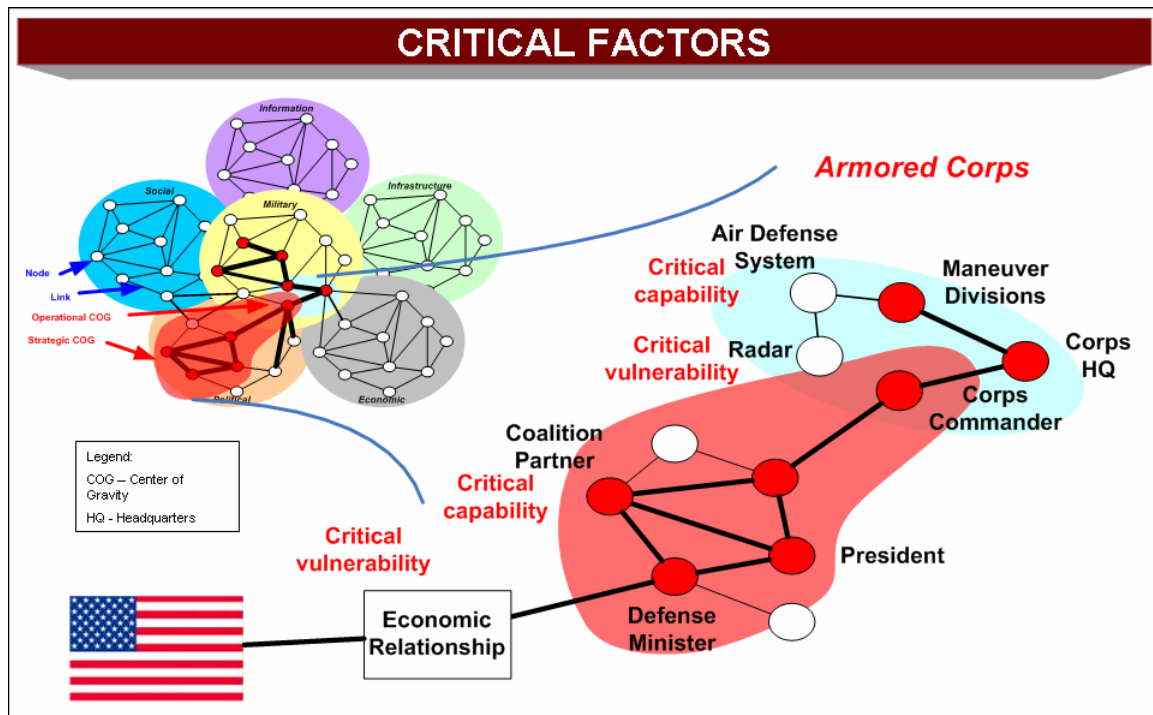 CRITICAL FACTORS
Information
Social
Infrastructure
Military
Node
Link
Operational COG
Strategic COG
Political
Economic
Armored Corps
Air Defense
System
Critical
capability
Maneuver
Divisions
Critical
vulnerability
Radar
Corps
HQ
Corps
Commander
Coalition
Partner
Critical
capability
Critical
vulnerability
President
Defense
Minister
Economic
Relationship
Legend:
COG – Center of
Gravity
HQ - Headquarters